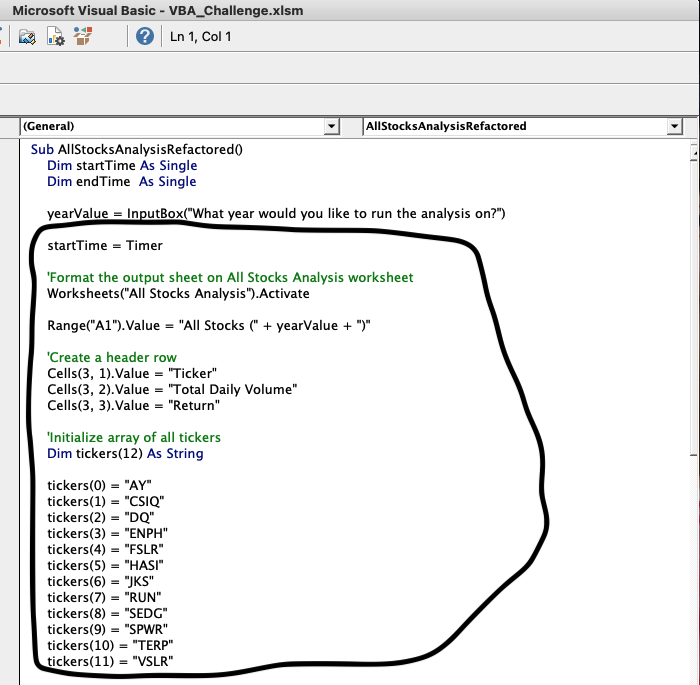 Microsoft Visual Basic - VBA_Challenge.xlsm
Ln 1, Col 1
(General)
AllStocksAnalysisRefactored
Sub AllStocksAnalysisRefactored()
Dim startTime As Single
Dim endTime  As Single
yearValue = InputBox("What year would you like to run the analysis on?")
startTime = Timer
'Format the output sheet on All Stocks Analysis worksheet
Worksheets("All Stocks Analysis").Activate
Range("A1").Value = "All Stocks (" + yearValue + ")"
'Create a header row
Cells(3, 1).Value = "Ticker"
Cells(3, 2).Value = "Total Daily Volume"
Cells(3, 3).Value = "Return"
'Initialize array of all tickers
Dim tickers(12) As String
tickers(0) = "AY"
tickers(1) = "CSIQ"
tickers(2) = "DQ"
tickers(3) = "ENPH"
tickers(4) = "FSLR"
tickers(5) = "HASI"
tickers(6) = "JKS"
tickers(7) = "RUN"
tickers(8) = "SEDG"
tickers(9) = "SPWR"
tickers(10) = "TERP"
tickers(11) = "VSLR"